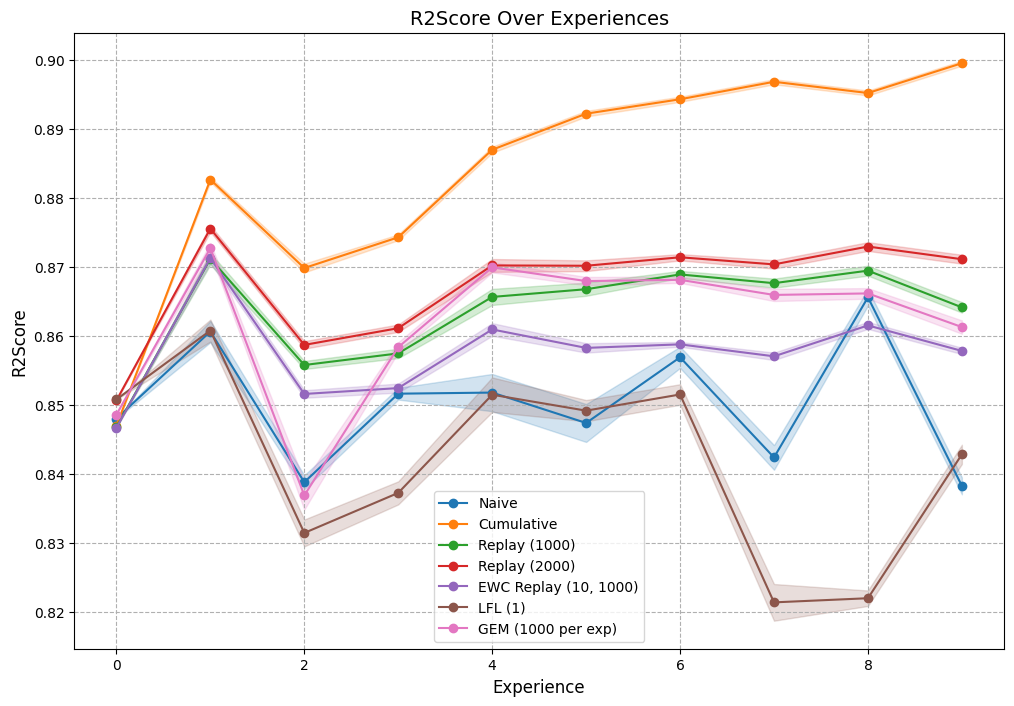 R2Score Over Experiences
R2Score
0.90
0.89
0.88
0.87
0.86
0.85
0.84
0.83
0.82
Naive
Cumulative
Replay (1000)
Replay (2000)
EWC Replay (10, 1000)
LFL (1)
GEM (1000 per exp)
0 2 4 6 8
Experience